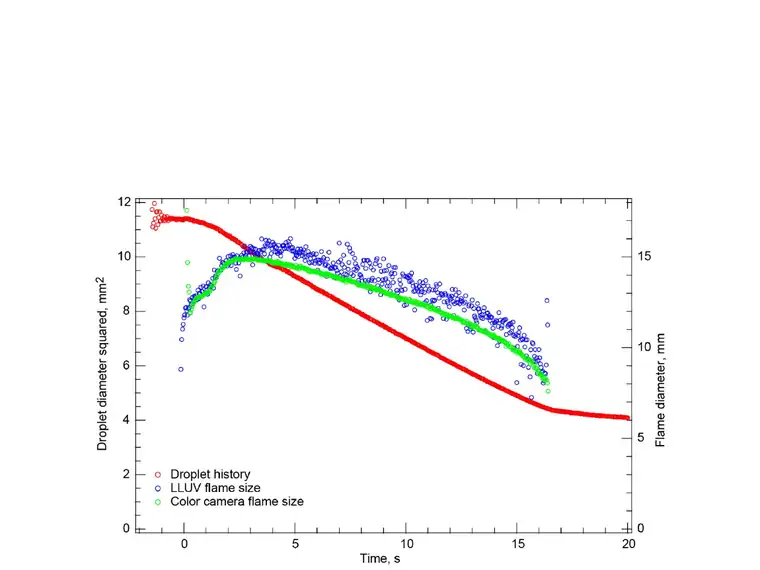 12
10
8
6
4
2
0
Droplet diameter squared, mm2
15
10
5
0
Flame diameter, mm
Droplet history
LLUV flame size
Color camera flame size
0 5 10 15 20
Time, s